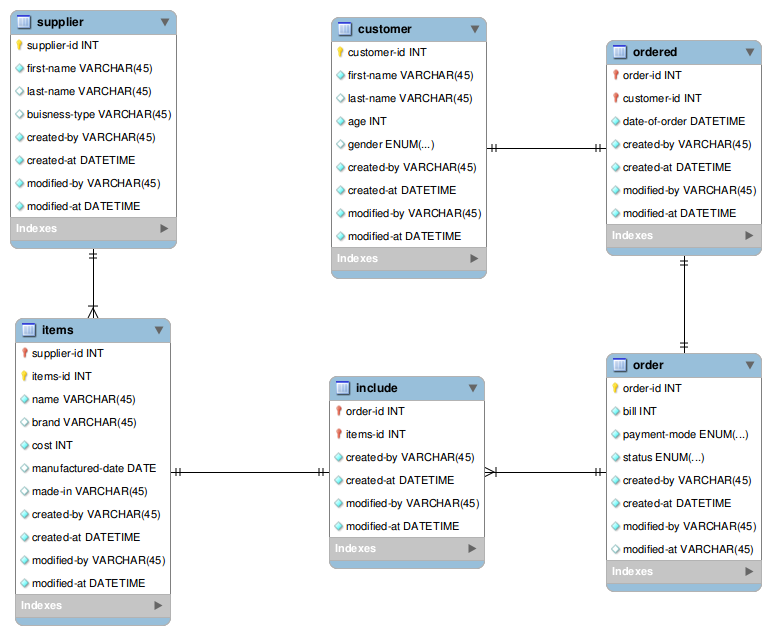 supplier
supplier-id INT
first-name VARCHAR(45)
last-name VARCHAR(45)
buisness-type VARCHAR(45)
created-by VARCHAR(45)
created-at DATETIME
modified-by VARCHAR(45)
modified-at DATETIME
Indexes
customer
customer-id INT
first-name VARCHAR(45)
last-name VARCHAR(45)
age INT
gender ENUM(...)
created-by VARCHAR(45)
created-at DATETIME
modified-by VARCHAR(45)
modified-at DATETIME
Indexes
ordered
order-id INT
customer-id INT
date-of-order DATETIME
created-by VARCHAR(45)
created-at DATETIME
modified-by VARCHAR(45)
modified-at DATETIME
Indexes
items
supplier-id INT
items-id INT
name VARCHAR(45)
brand VARCHAR(45)
cost INT
manufactured-date DATE
made-in VARCHAR(45)
created-by VARCHAR(45)
created-at DATETIME
modified-by VARCHAR(45)
modified-at DATETIME
Indexes
include
order-id INT
items-id INT
created-by VARCHAR(45)
created-at DATETIME
modified-by VARCHAR(45)
modified-at DATETIME
Indexes
order
order-id INT
bill INT
payment-mode ENUM(...)
status ENUM(...)
created-by VARCHAR(45)
created-at DATETIME
modified-by VARCHAR(45)
modified-at VARCHAR(45)
Indexes